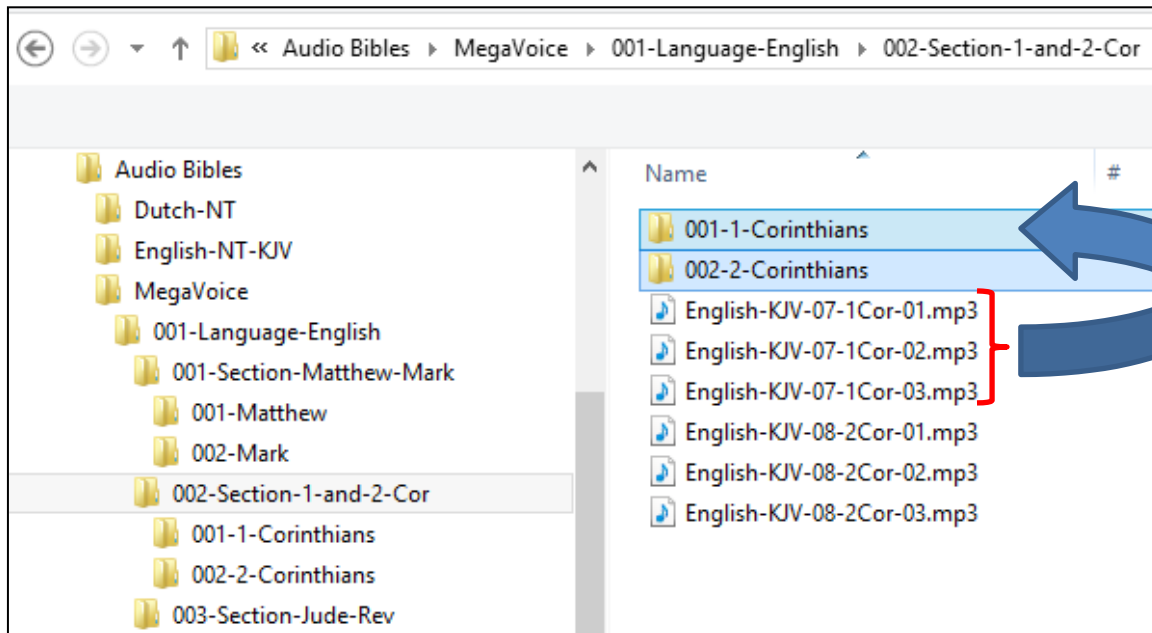 « Audio Bibles MegaVoice 001-Language-English 002-Section-1-and-2-Cor
Audio Bibles
Dutch-NT
English-NT-KJV
MegaVoice
001-Language-English
001-Section-Matthew-Mark
001-Matthew
002-Mark
002-Section-1-and-2-Cor
001-1-Corinthians
002-2-Corinthians
003-Section-Jude-Rev
Name #
001-1-Corinthians
002-2-Corinthians
English-KJV-07-1Cor-01.mp3
English-KJV-07-1Cor-02.mp3
English-KJV-07-1Cor-03.mp3
English-KJV-08-2Cor-01.mp3
English-KJV-08-2Cor-02.mp3
English-KJV-08-2Cor-03.mp3